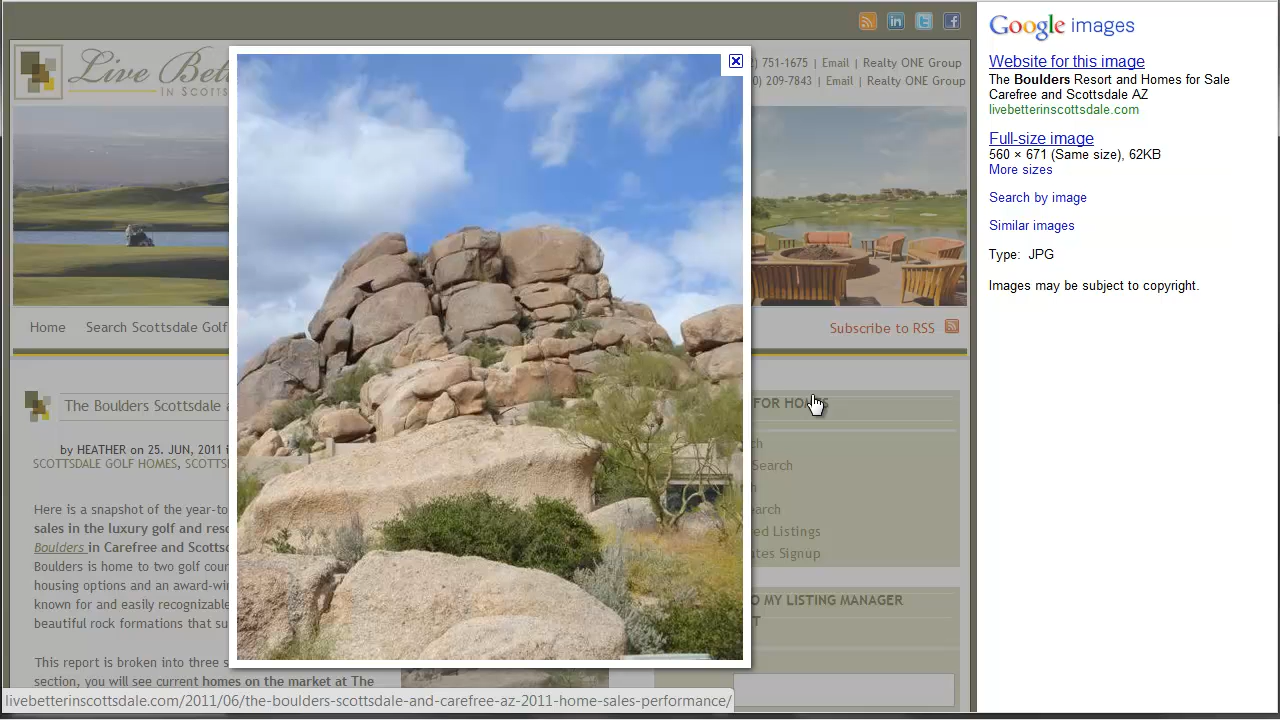 Live Bet
IN SCOTTS
751-1675 | Email | Realty ONE Group
209-7843 | Email | Realty ONE Group
Home Search Scottsdale Golf
Subscribe to RSS
The Boulders Scottsdale a
by HEATHER on 25. JUN, 2011 i
SCOTTSDALE GOLF HOMES, SCOTTS
Here is a snapshot of the year-to
sales in the luxury golf and reso
Boulders in Carefree and Scottsd
Boulders is home to two golf cour
housing options and an award-wi
known for and easily recognizable
beautiful rock formations that su
This report is broken into three s
section, you will see current homes on the market at The
FOR HOMES
ch
Search
h
earch
ed Listings
ates Signup
O MY LISTING MANAGER
T
livebetterinscottsdale.com/2011/06/the-boulders-scottsdale-and-carefree-az-2011-home-sales-performance/
Google images
Website for this image
The Boulders Resort and Homes for Sale
Carefree and Scottsdale AZ
livebetterinscottsdale.com
Full-size image
560 × 671 (Same size), 62KB
More sizes
Search by image
Similar images
Type: JPG
Images may be subject to copyright.